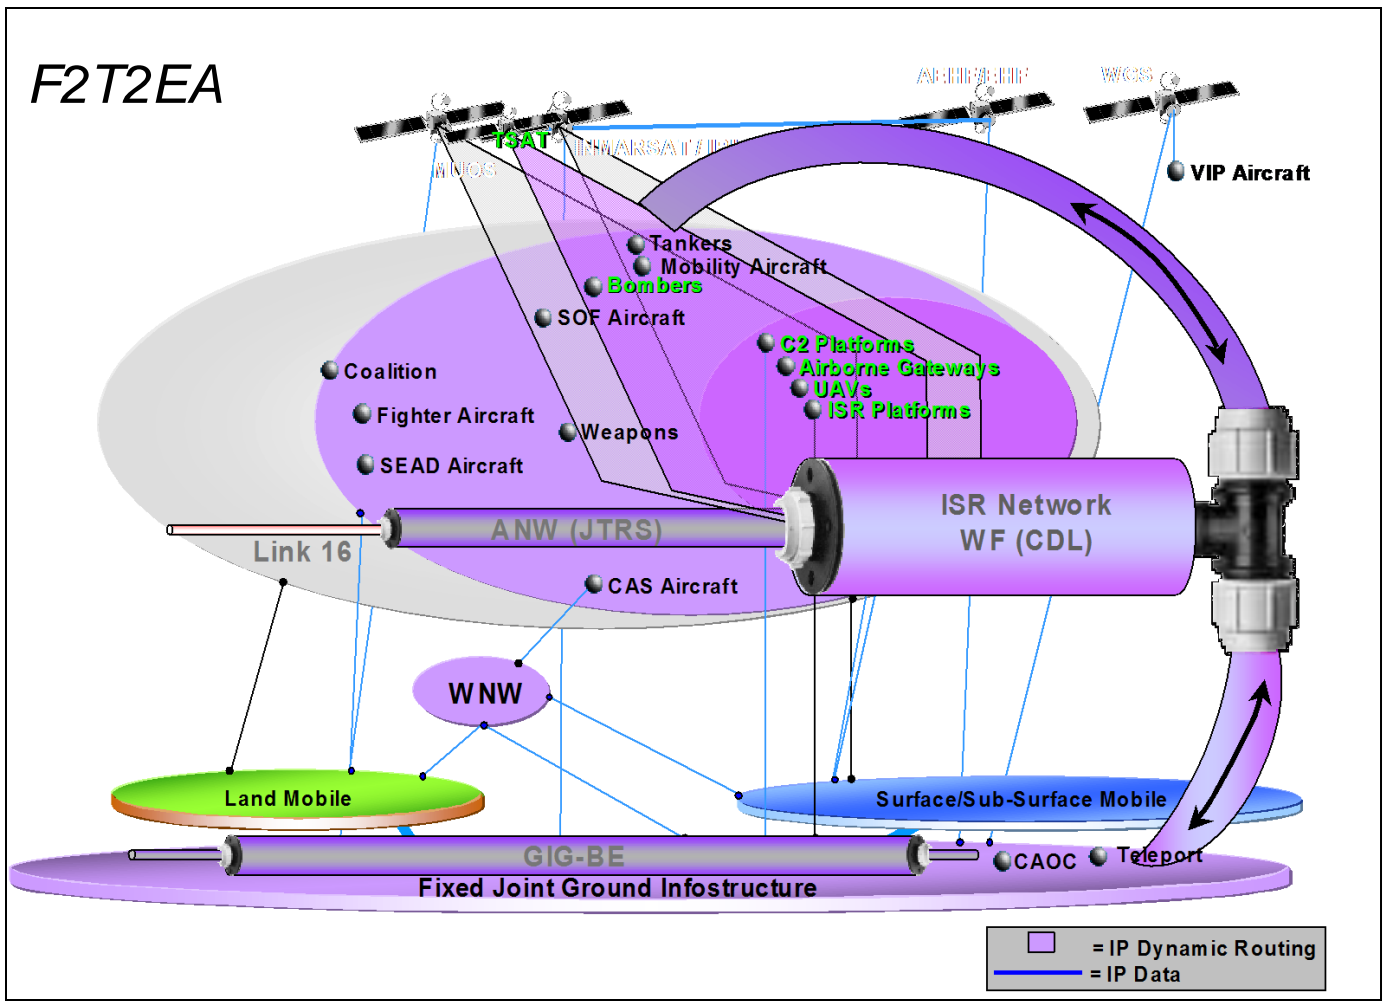 F2T2EA
AEHF/EHF
WGS
TSAT
INMARSAT /
MUOS
VIP Aircraft
Tankers
Mobility Aircraft
Bombers
SOF Aircraft
C2 Platforms
Airborne Gateways
UAVs
ISR Platforms
Coalition
Fighter Aircraft
Weapons
SEAD Aircraft
ISR Network
WF (CDL)
ANW (JTRS)
Link 16
CAS Aircraft
WNW
Land Mobile
Surface/Sub-Surface Mobile
GIG-BE
CAOC
Teleport
Fixed Joint Ground Infostructure
= IP Dynamic Routing
= IP Data